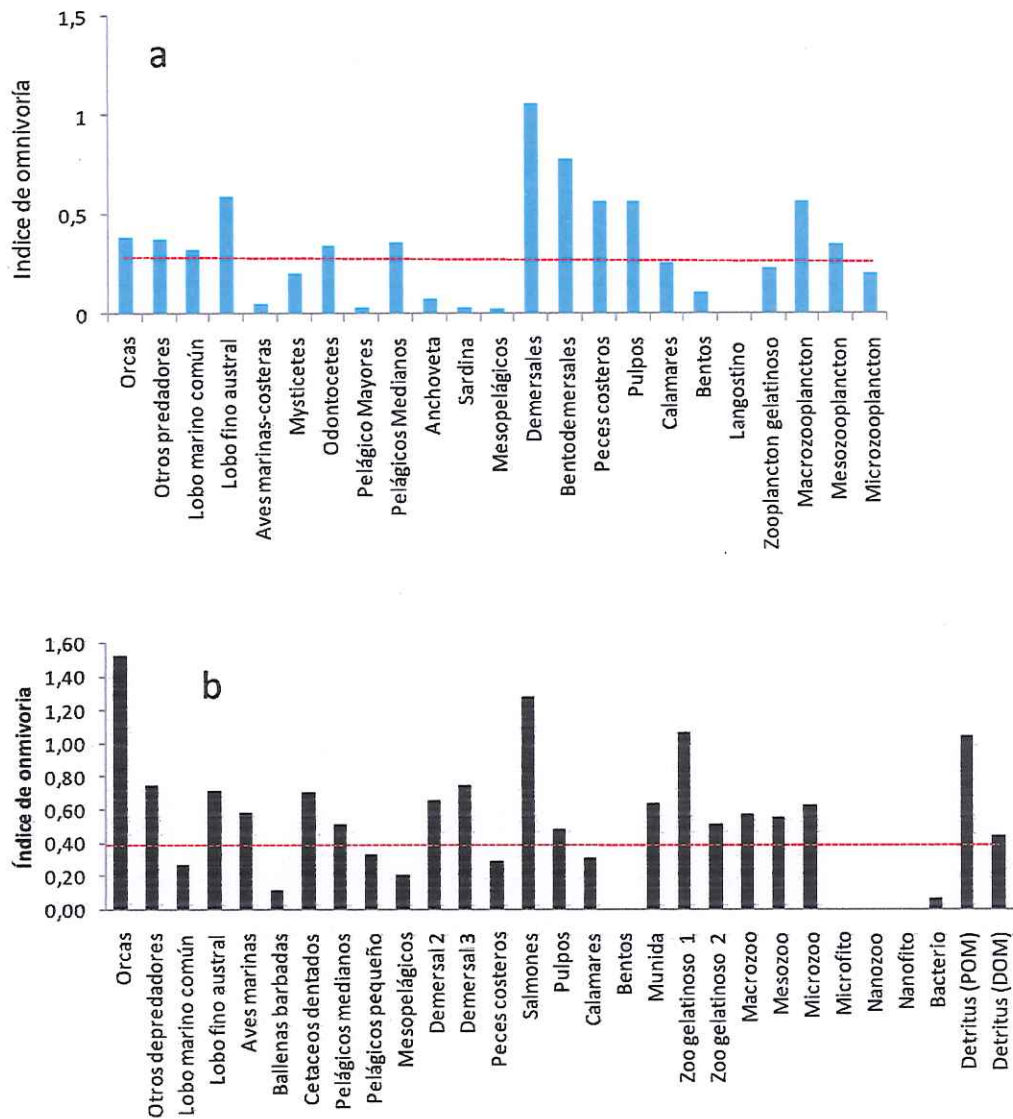 1,5
1
0,5
0
Indice de omnivoría
a
Orcas
Otros predadores
Lobo marino común
Lobo fino austral
Aves marinas-costeras
Mysticetes
Odontocetes
Pelágico Mayores
Pelágicos Medianos
Anchoveta
Sardina
Mesopelágicos
Demersales
Bentodemersales
Peces costeros
Pulpos
Calamares
Bentos
Langostino
Zooplancton gelatinoso
Macrozooplancton
Mesozooplancton
Microzooplancton
1,60
1,40
1,20
1,00
0,80
0,60
0,40
0,20
0,00
Índice de onmivoria
b
Orcas
Otros depredadores
Lobo marino común
Lobo fino austral
Aves marinas
Ballenas barbadas
Cetaceos dentados
Pelágicos medianos
Pelágicos pequeño
Mesopelágicos
Demersal 2
Demersal 3
Peces costeros
Salmones
Pulpos
Calamares
Bentos
Munida
Zoo gelatinoso 1
Zoo gelatinoso 2
Macrozoo
Mesozoo
Microzoo
Microfito
Nanozoo
Nanofito
Bacterio
Detritus (POM)
Detritus (DOM)